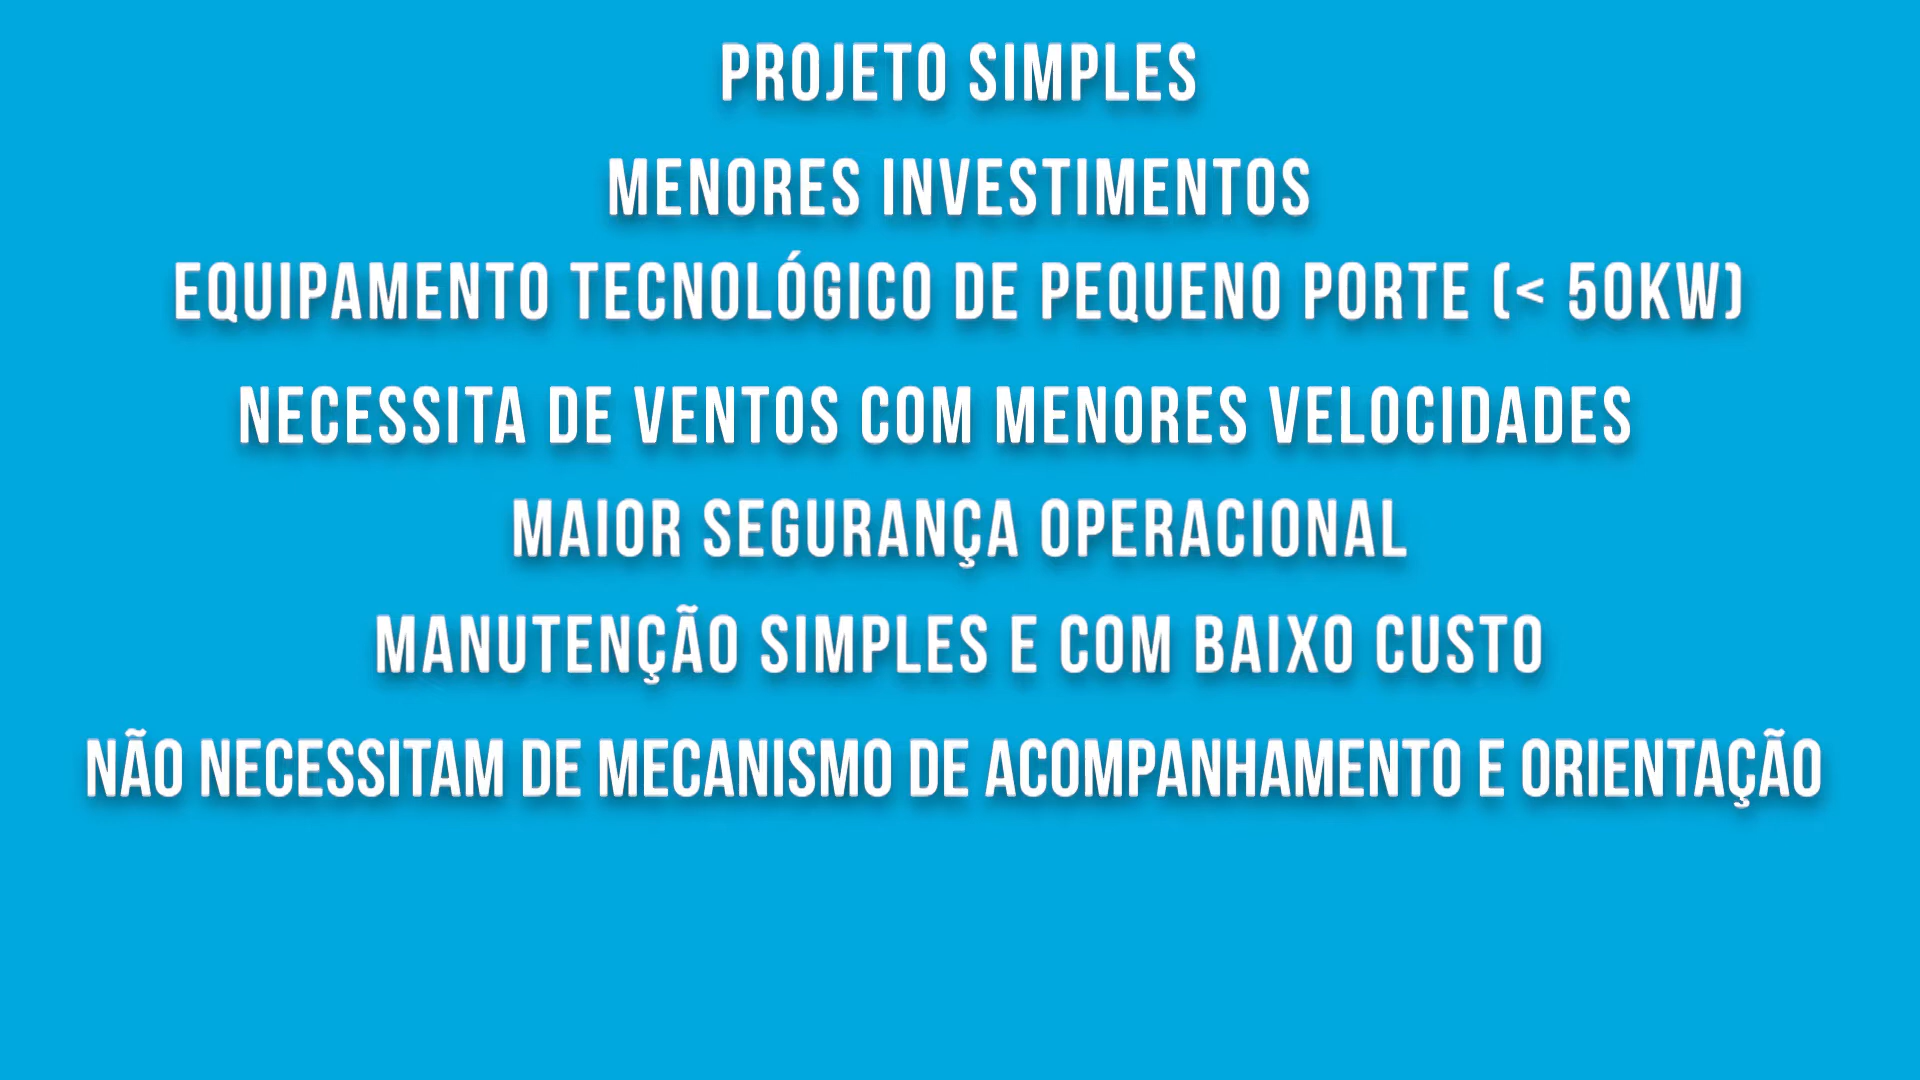 PROJETO SIMPLES
MENORES INVESTIMENTOS
EQUIPAMENTO TECNOLÓGICO DE PEQUENO PORTE (< 50KW)
NECESSITA DE VENTOS COM MENORES VELOCIDADES
MAIOR SEGURANÇA OPERACIONAL
MANUTENÇÃO SIMPLES E COM BAIXO CUSTO
NÃO NECESSITAM DE MECANISMO DE ACOMPANHAMENTO E ORIENTAÇÃO